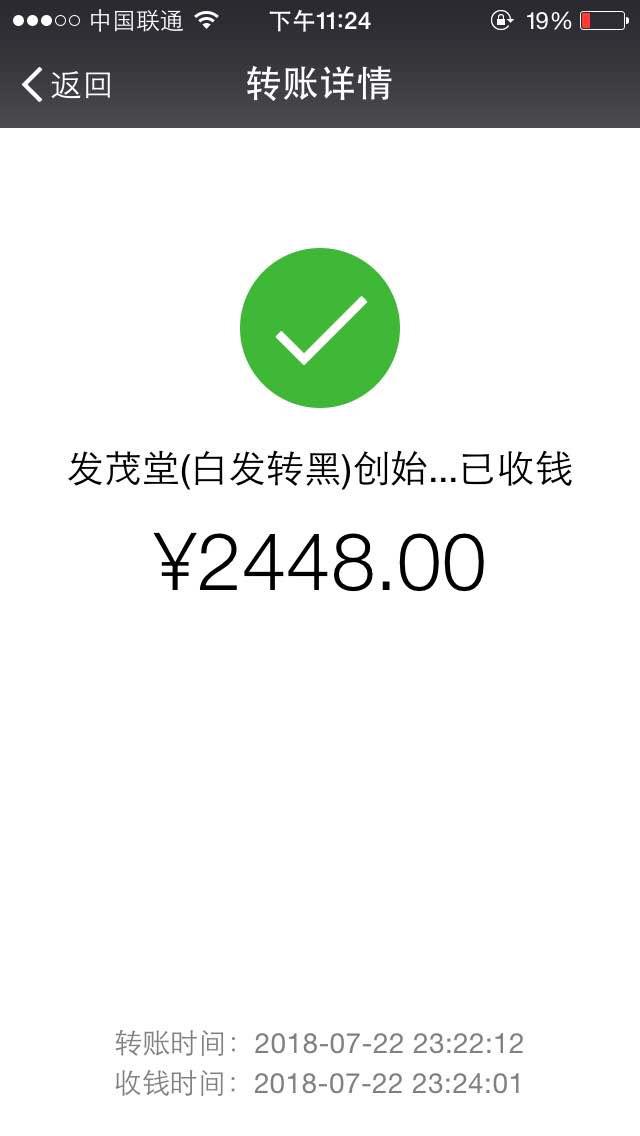 中国联通 下午11:24 19%
返回 转账详情
发茂堂(白发转黑)创始...已收钱
¥2448.00
转账时间：2018-07-22 23:22:12
收钱时间：2018-07-22 23:24:01